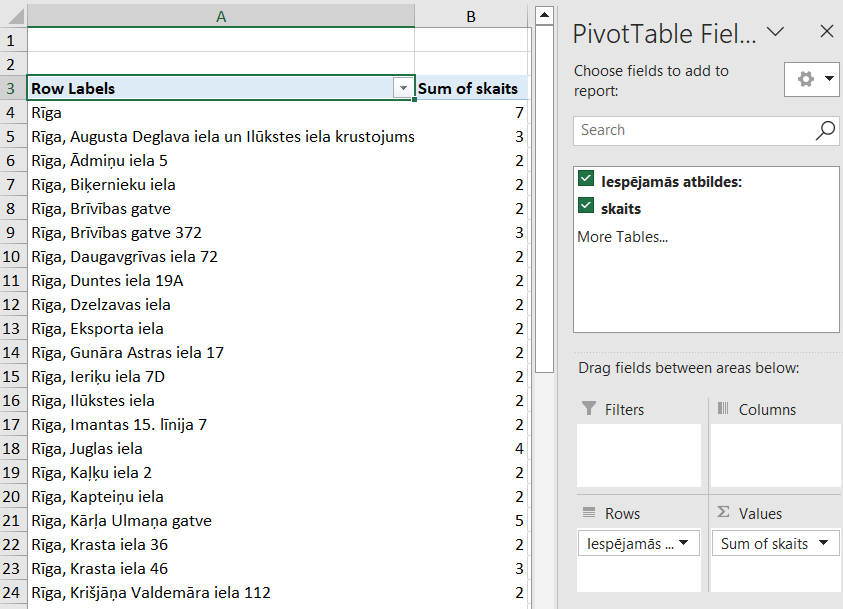 A B
1
2
3 Row Labels Sum of skaits
4 Rīga 7
5 Rīga, Augusta Deglava iela un Ilūkstes iela krustojums 3
6 Rīga, Ādmiņu iela 5 2
7 Rīga, Biķernieku iela 2
8 Rīga, Brīvības gatve 2
9 Rīga, Brīvības gatve 372 3
10 Rīga, Daugavgrīvas iela 72 2
11 Rīga, Duntes iela 19A 2
12 Rīga, Dzelzavas iela 2
13 Rīga, Eksporta iela 2
14 Rīga, Gunāra Astras iela 17 2
15 Rīga, Ieriķu iela 7D 2
16 Rīga, Ilūkstes iela 2
17 Rīga, Imantas 15. līnija 7 2
18 Rīga, Juglas iela 4
19 Rīga, Kaļķu iela 2 2
20 Rīga, Kapteiņu iela 2
21 Rīga, Kārļa Ulmaņa gatve 5
22 Rīga, Krasta iela 36 2
23 Rīga, Krasta iela 46 3
24 Rīga, Krišjāņa Valdemāra iela 112 2
PivotTable Fiel...
Choose fields to add to
report:
Search
Iespējamās atbildes:
skaits
More Tables...
Drag fields between areas below:
Filters Columns
Rows Values
Iespējamās ... Sum of skaits